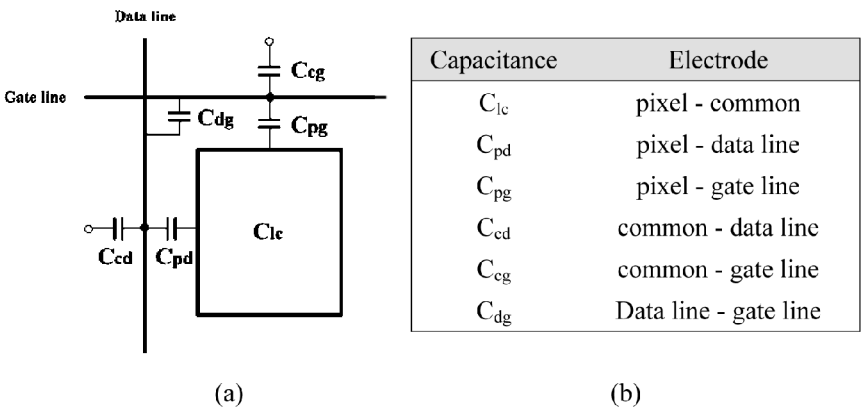 Data line
Gate line
Ccg
Cdg
Cpg
Clc
Ccd
Cpd
Capacitance Electrode
Clc pixel - common
Cpd pixel - data line
Cpg pixel - gate line
Ccd common - data line
Ccg common - gate line
Cdg Data line - gate line
(a) (b)